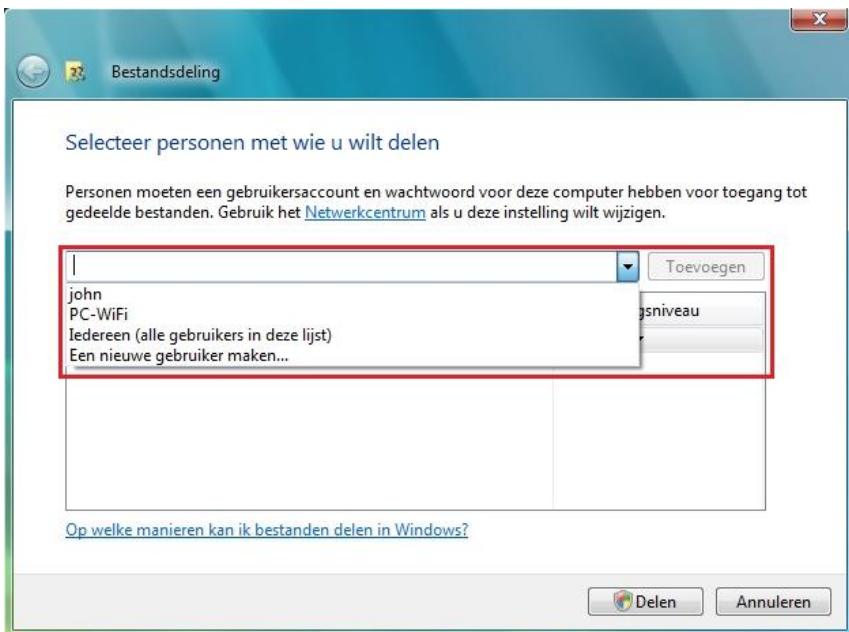 Bestandsdeling
Selecteer personen met wie u wilt delen
Personen moeten een gebruikersaccount en wachtwoord voor deze computer hebben voor toegang tot
gedeelde bestanden. Gebruik het Netwerkcentrum als u deze instelling wilt wijzigen.
Toevoegen
john
PC-WiFi
gsniveau
Iedereen (alle gebruikers in deze lijst)
Een nieuwe gebruiker maken...
Op welke manieren kan ik bestanden delen in Windows?
Delen Annuleren